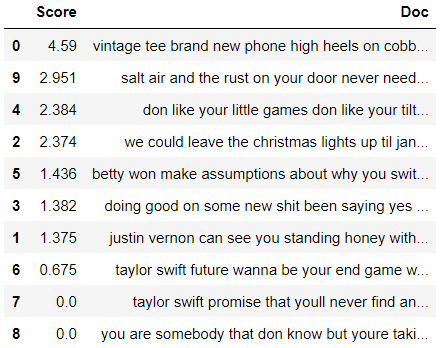 Score Doc
0 4.59 vintage tee brand new phone high heels on cobb...
9 2.951 salt air and the rust on your door never need...
4 2.384 don like your little games don like your tilt...
2 2.374 we could leave the christmas lights up til jan...
5 1.436 betty won make assumptions about why you swit...
3 1.382 doing good on some new shit been saying yes ...
1 1.375 justin vernon can see you standing honey with...
6 0.675 taylor swift future wanna be your end game w...
7 0.0 taylor swift promise that youll never find an...
8 0.0 you are somebody that don know but youre taki...